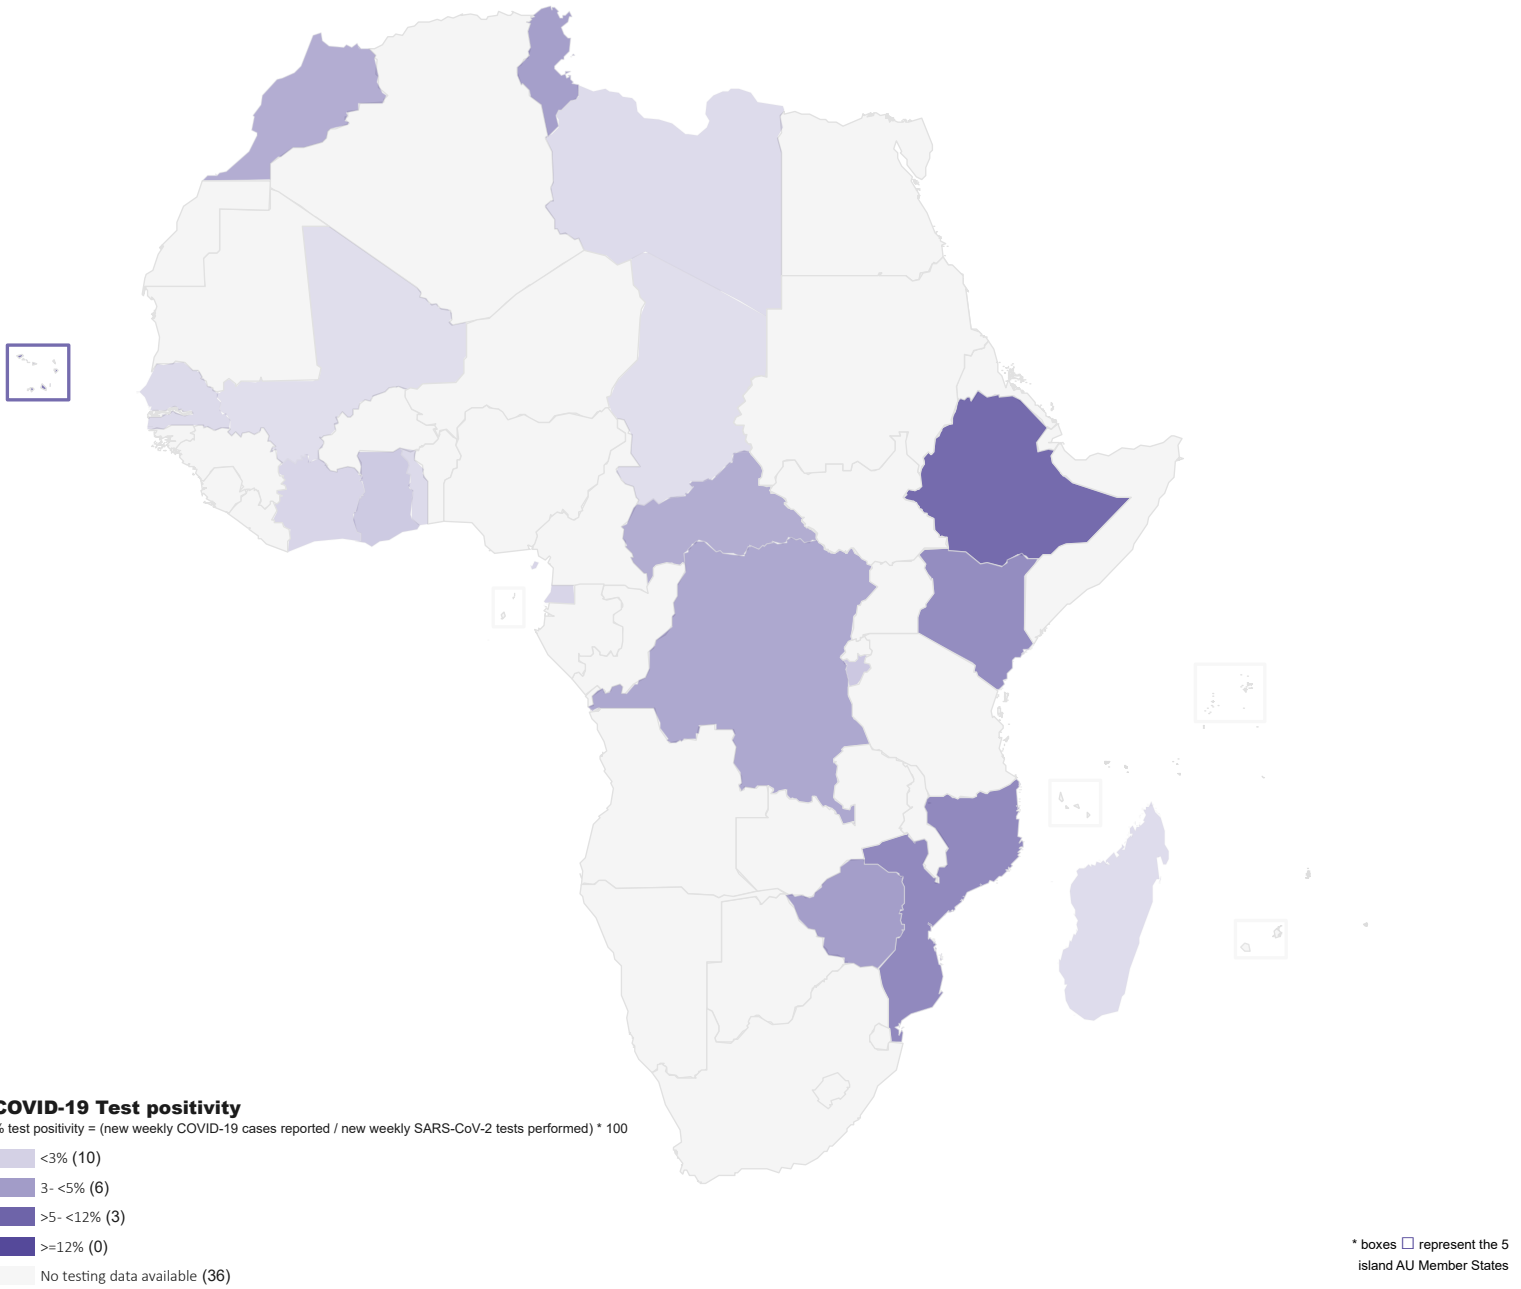 COVID-19 Test positivity
% test positivity = (new weekly COVID-19 cases reported / new weekly SARS-CoV-2 tests performed) * 100
<3% (10)
3- <5% (6)
>5- <12% (3)
>=12% (0)
No testing data available (36)
* boxes □ represent the 5
island AU Member States